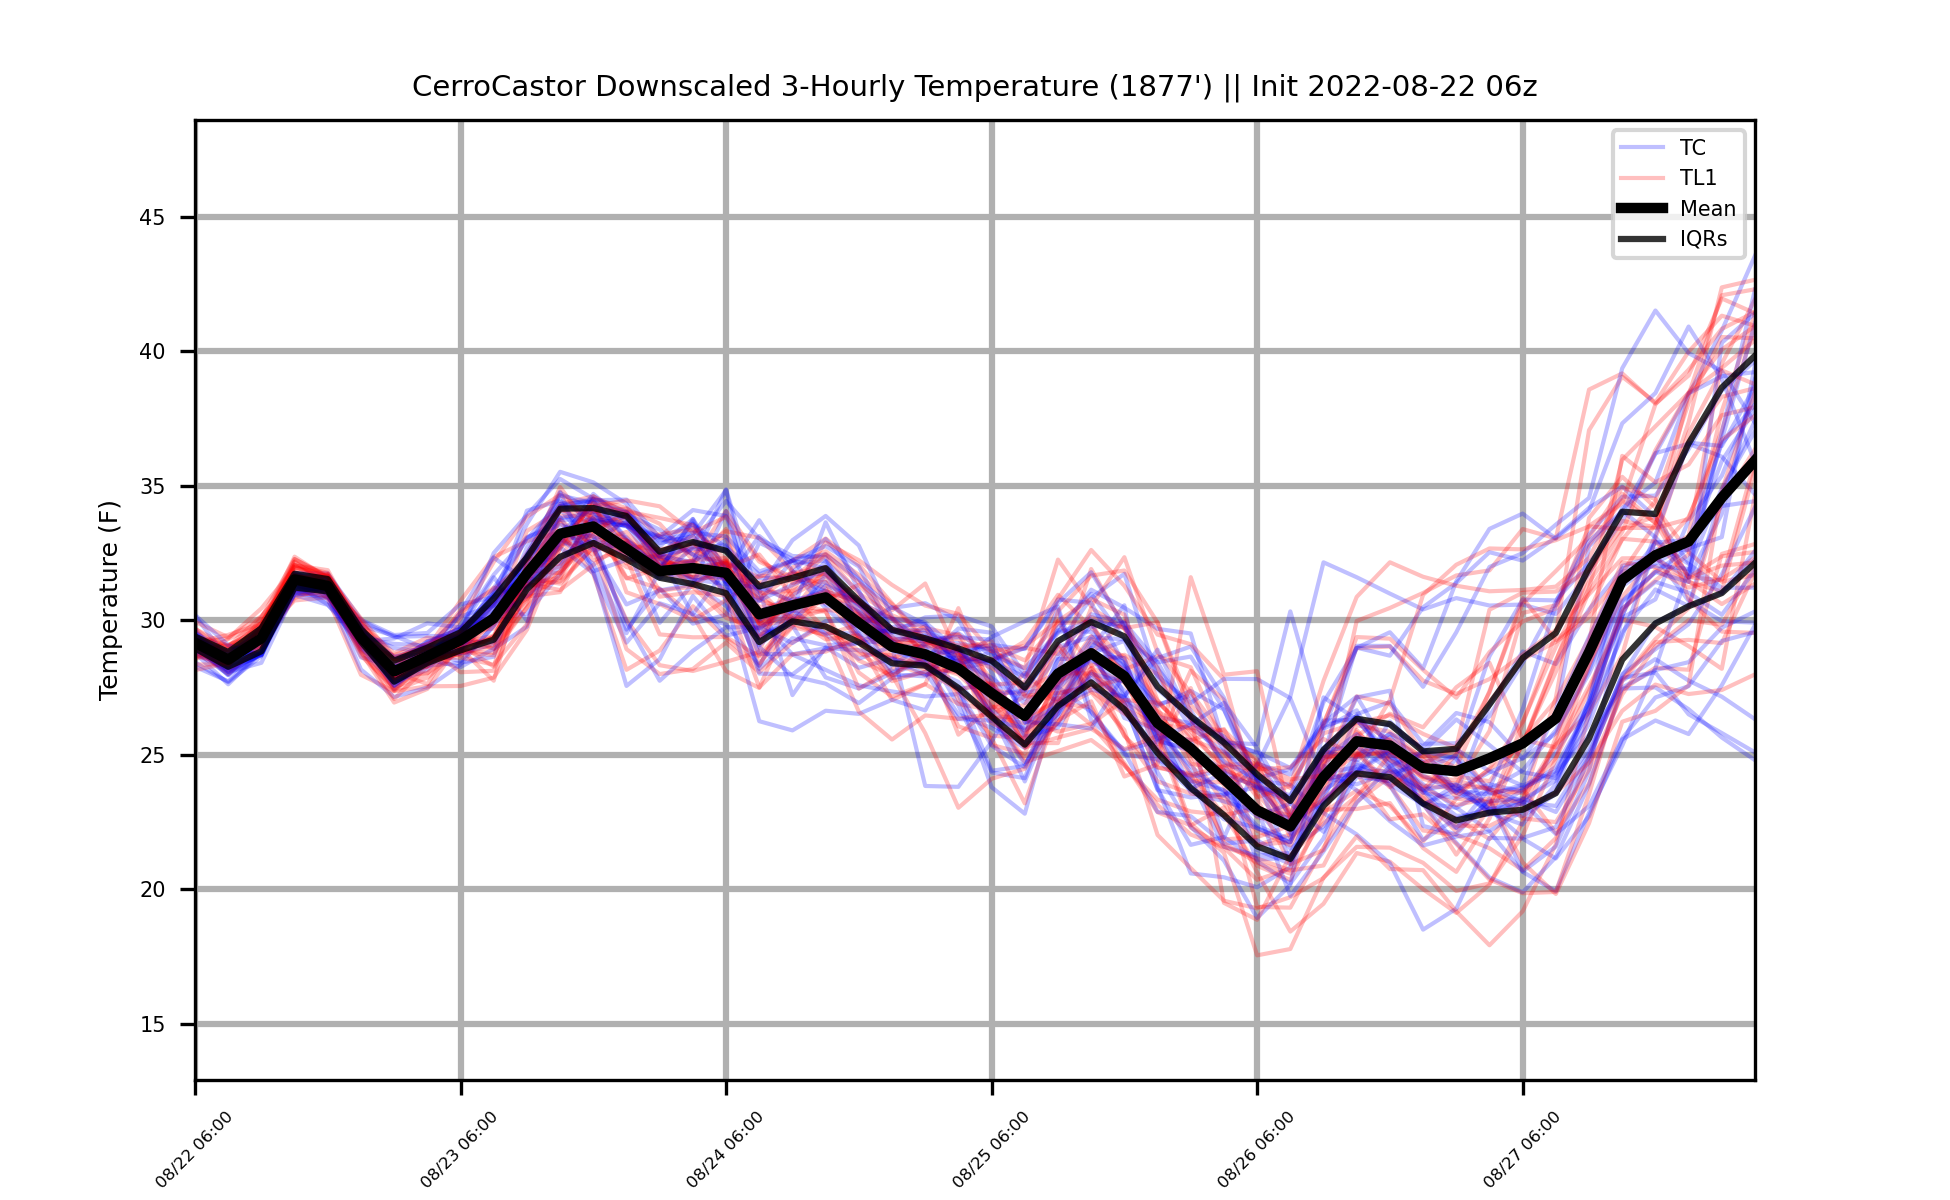 CerroCastor Downscaled 3-Hourly Temperature (1877') || Init 2022-08-22 06z
TC
TL1
Mean
IQRs
Temperature (F)
45
40
35
30
25
20
15
08/22 06:00
08/23 06:00
08/24 06:00
08/25 06:00
08/26 06:00
08/27 06:00